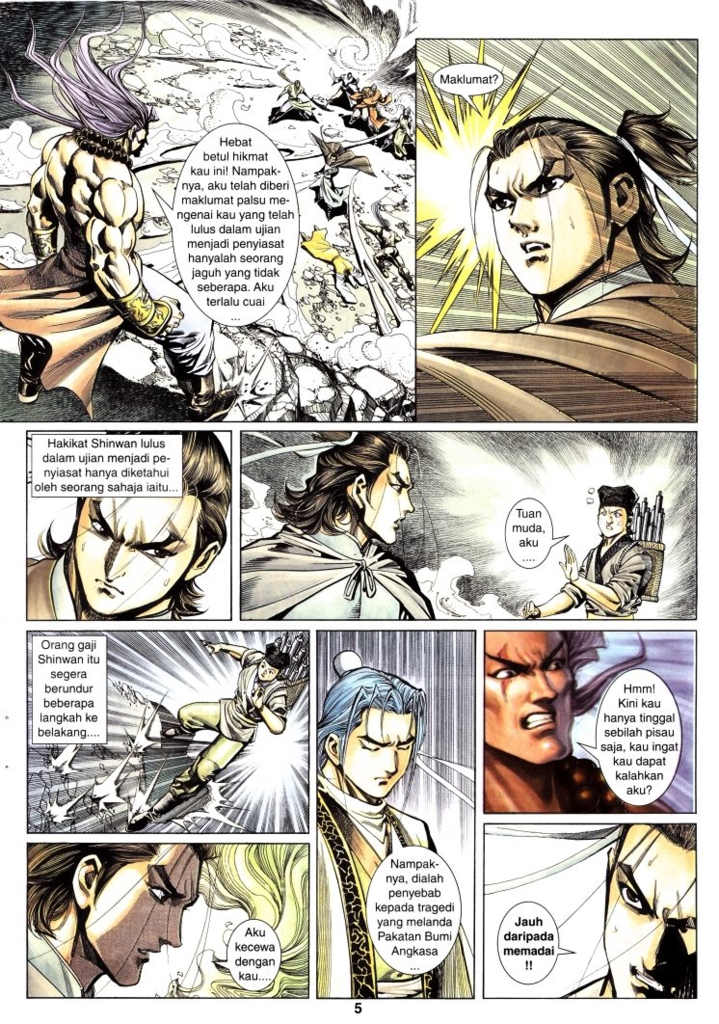 Hebat
betul hikmat
kau ini! Nampak-
nya, aku telah diberi
maklumat palsu me-
ngenai kau yang telah
lulus dalam ujian
menjadi penyiasat
hanyalah seorang
jaguh yang tidak
seberapa. Aku
terlalu cuai
...
Maklumat?
Hakikat Shinwan lulus
dalam ujian menjadi pe-
nyiasat hanya diketahui
oleh seorang sahaja iaitu...
Tuan
muda,
aku
....
Orang gaji
Shinwan itu
segera
berundur
beberapa
langkah ke
belakang....
Nampak-
nya, dialah
penyebab
kepada tragedi
yang melanda
Pakatan Bumi
Angkasa
...
Hmm!
Kini kau
hanya tinggal
sebilah pisau
saja, kau ingat
kau dapat
kalahkan
aku?
Aku
kecewa
dengan
kau....
Jauh
daripada
memadai
!!
5